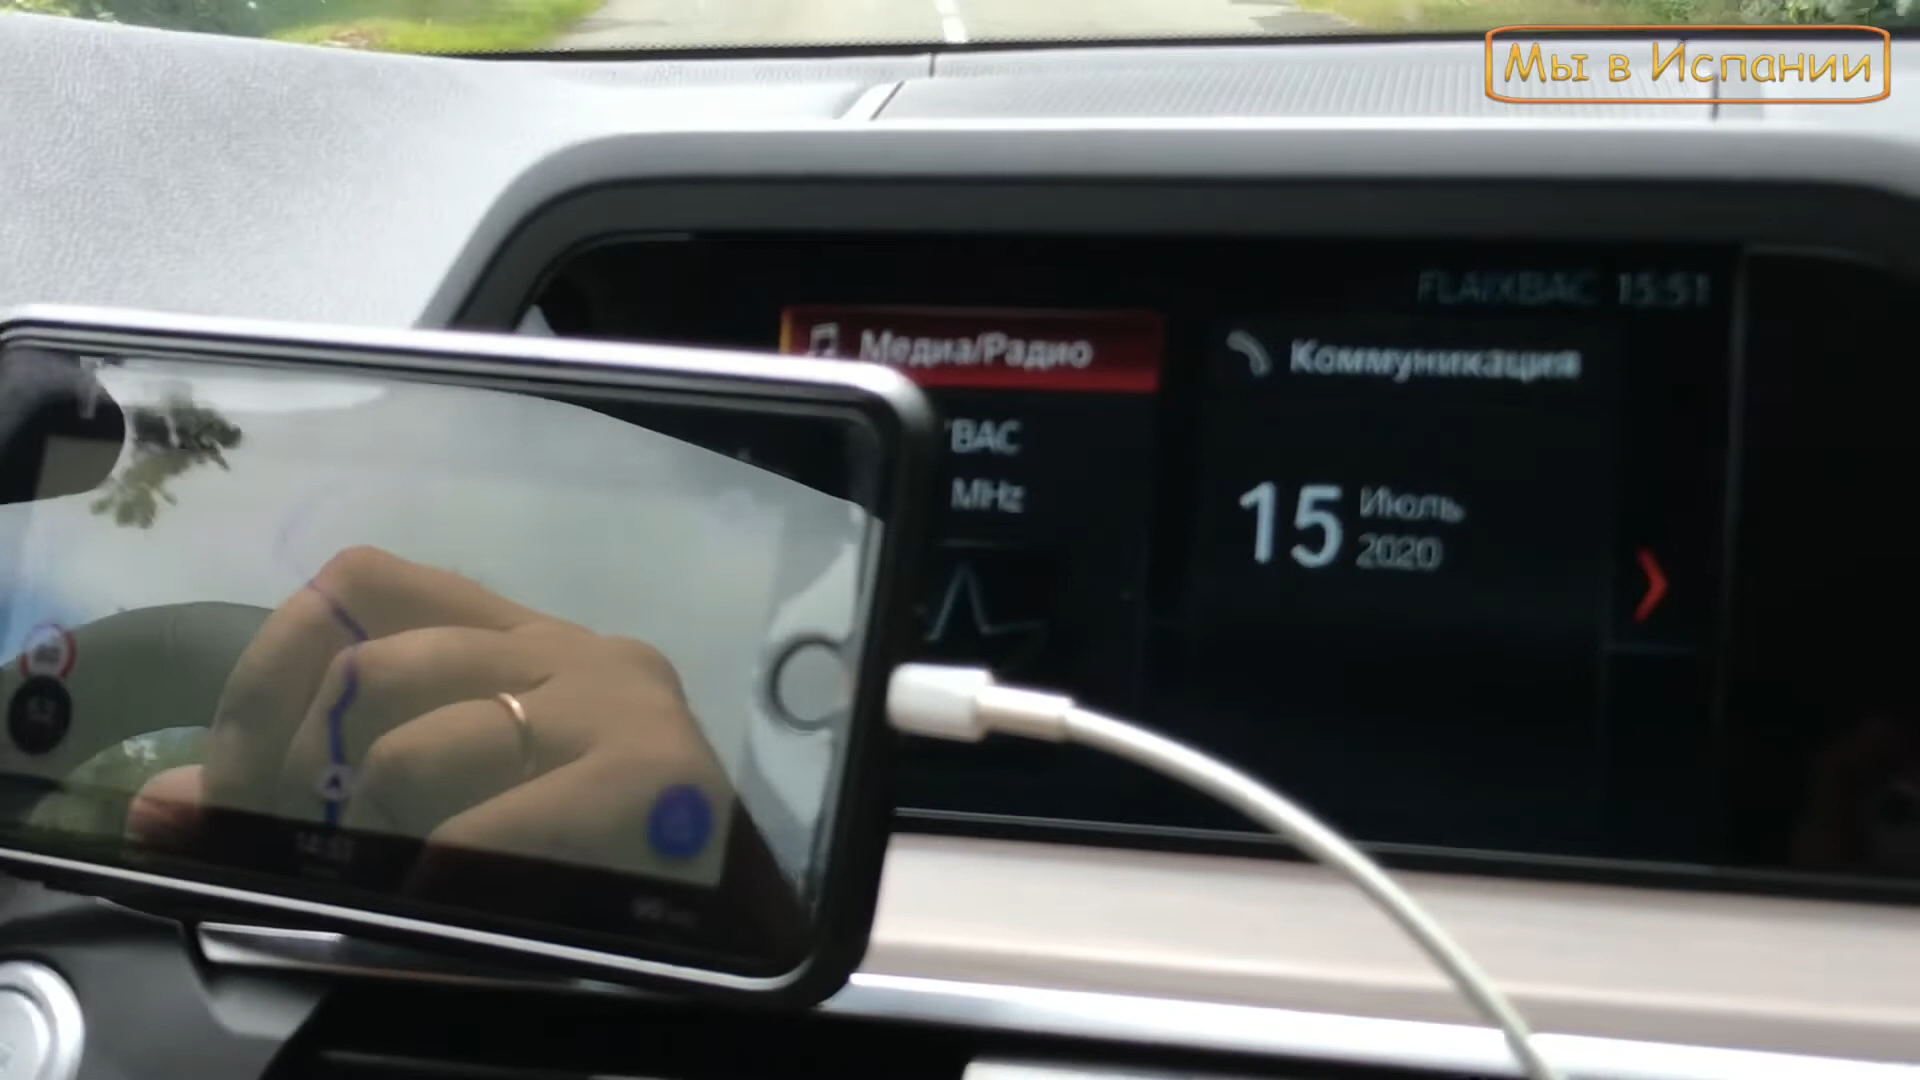 Мы в Испании
FLAIXBAC 15:51
Медиа/Радио
Коммуникация
BAC
MHz
15 Июль
2020